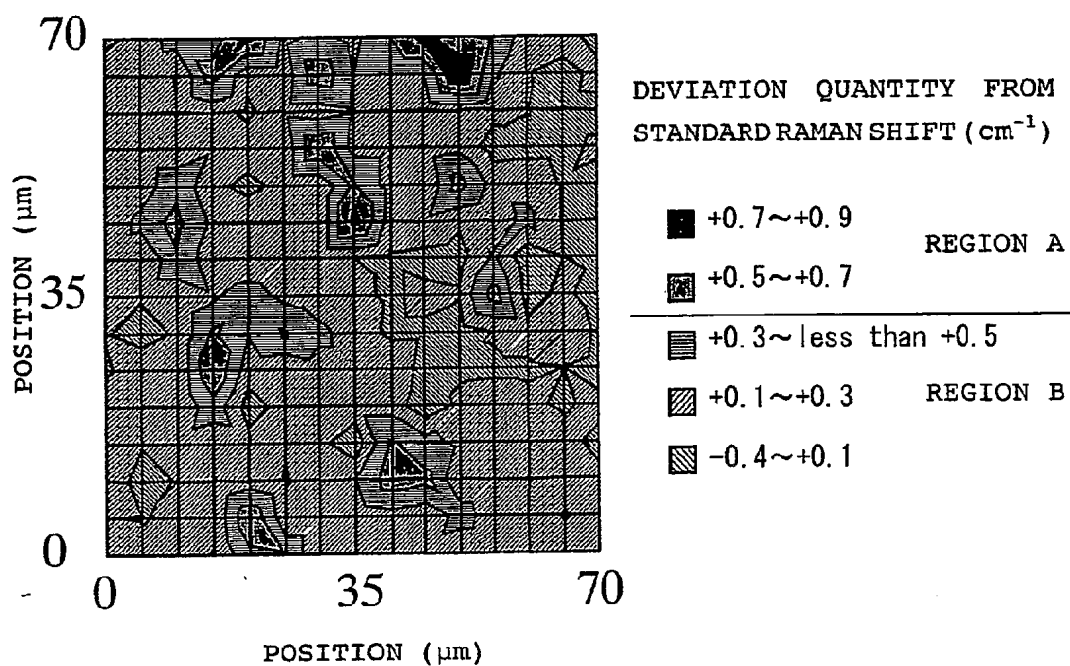 70
35
0
POSITION (μm)
0
35
70
POSITION (μm)
DEVIATION QUANTITY FROM
STANDARD RAMAN SHIFT (cm⁻¹)
+0.7~+0.9
REGION A
+0.5~+0.7
+0.3~less than +0.5
+0.1~+0.3
REGION B
-0.4~+0.1